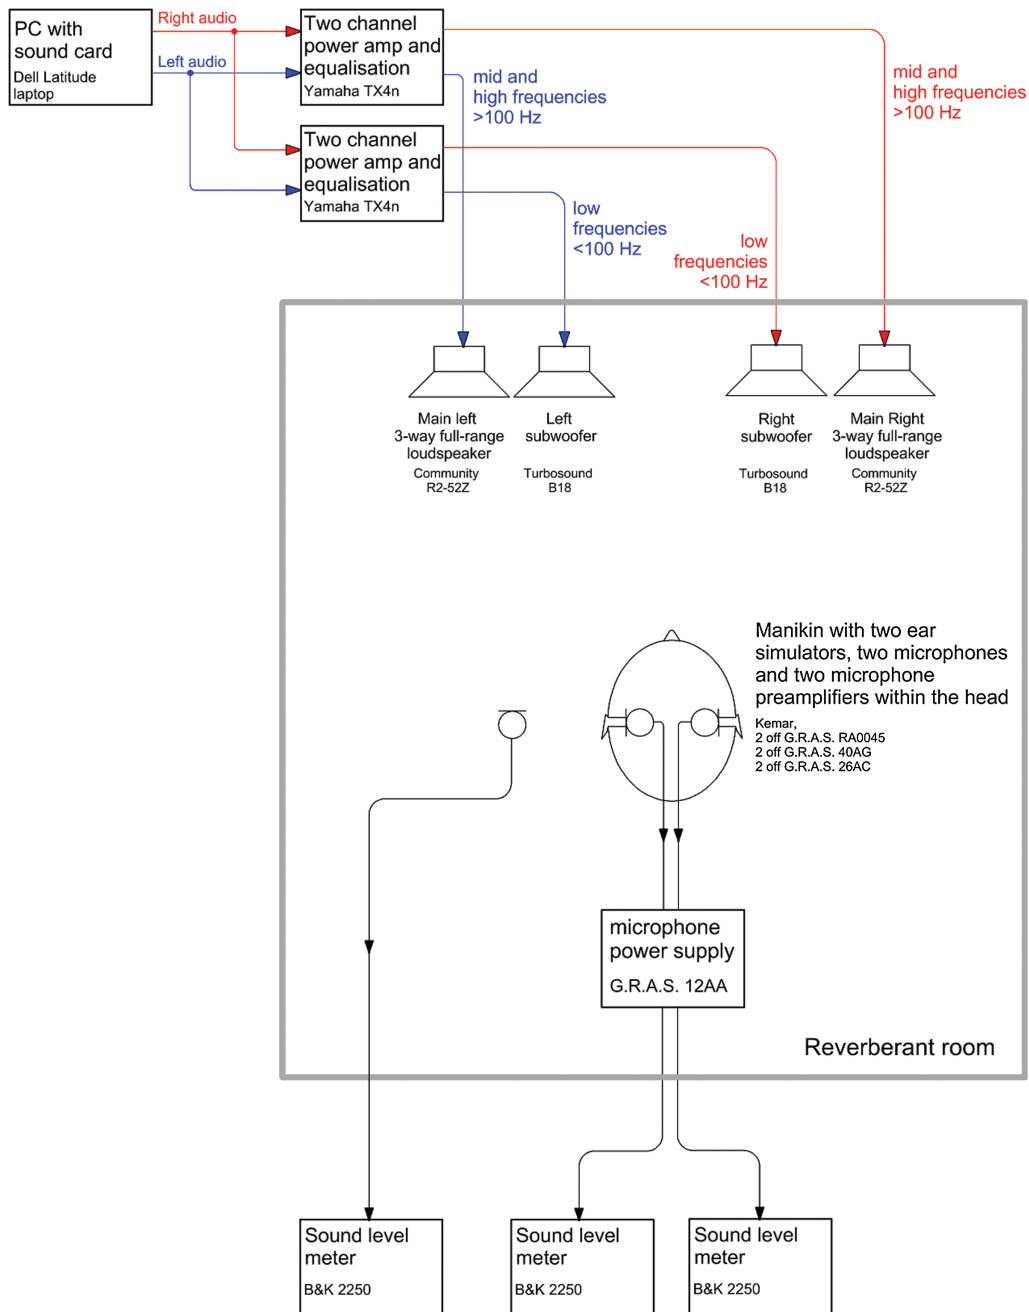 PC with
sound card
Dell Latitude
laptop
Right audio
Left audio
Two channel
power amp and
equalisation
Yamaha TX4n
mid and
high frequencies
>100 Hz
mid and
high frequencies
>100 Hz
Two channel
power amp and
equalisation
Yamaha TX4n
low
frequencies
<100 Hz
low
frequencies
<100 Hz
Main left
3-way full-range
loudspeaker
Community
R2-52Z
Left
subwoofer
Turbosound
B18
Right
subwoofer
Turbosound
B18
Main Right
3-way full-range
loudspeaker
Community
R2-52Z
Manikin with two ear
simulators, two microphones
and two microphone
preamplifiers within the head
Kemar,
2 off G.R.A.S. RA0045
2 off G.R.A.S. 40AG
2 off G.R.A.S. 26AC
microphone
power supply
G.R.A.S. 12AA
Reverberant room
Sound level
meter
B&K 2250
Sound level
meter
B&K 2250
Sound level
meter
B&K 2250